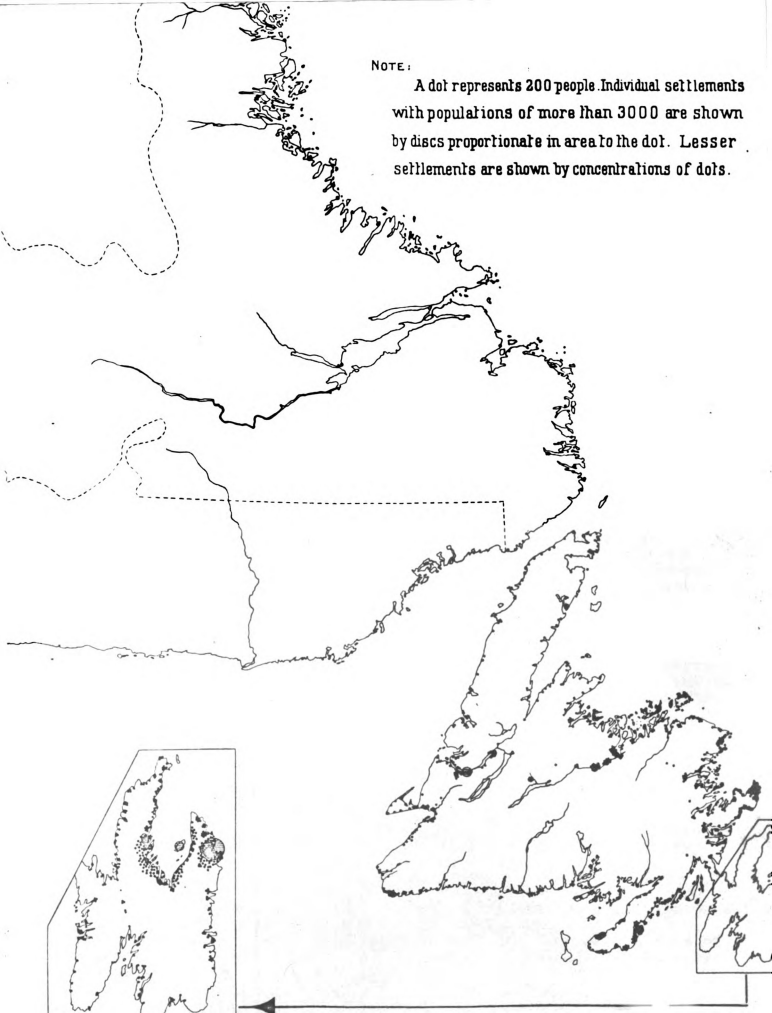 NOTE:
A dot represents 200 people. Individual settlements
with populations of more than 3000 are shown
by discs proportionate in area to the dot. Lesser
settlements are shown by concentrations of dots.